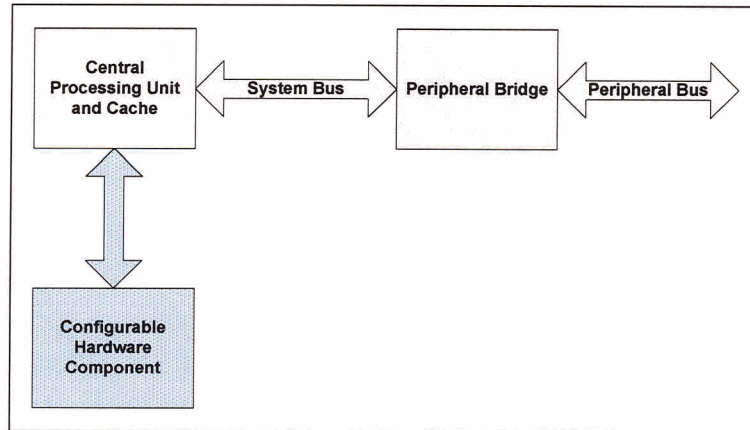 Central
Processing Unit
and Cache
System Bus
Peripheral Bridge
Peripheral Bus
Configurable
Hardware
Component